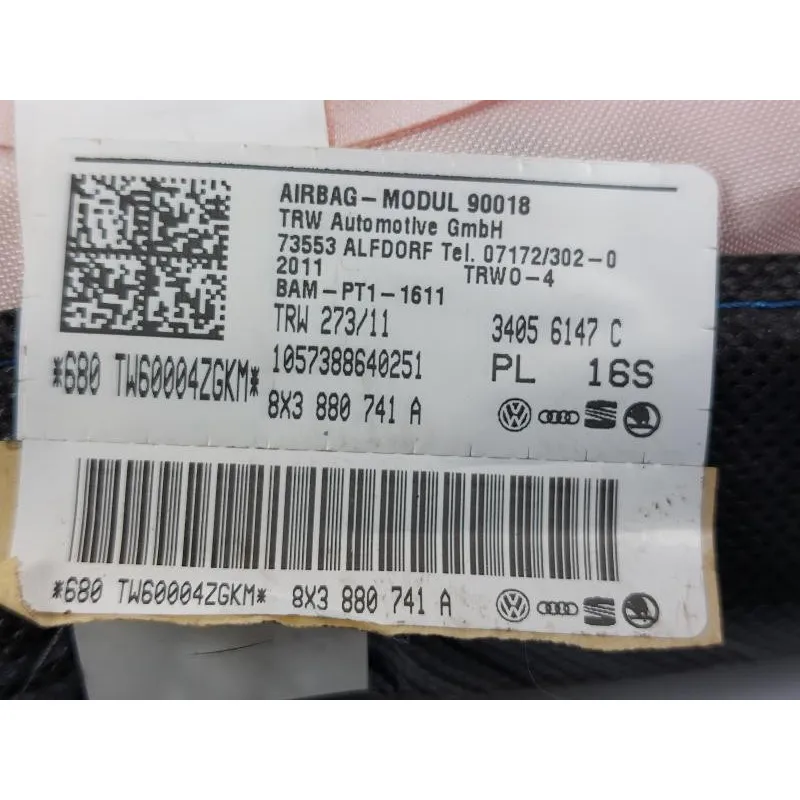 AIRBAG-MODUL 90018
TRW Automotive GmbH
73553 ALFDORF Tel. 07172/302-0
2011 TRWO-4
BAM-PT1-1611
TRW 273/11 3405 6147 C
*680 TW60004ZGKM* 1057388640251 PL 16S
8X3 880 741 A
*680 TW60004ZGKM* 8X3 880 741 A